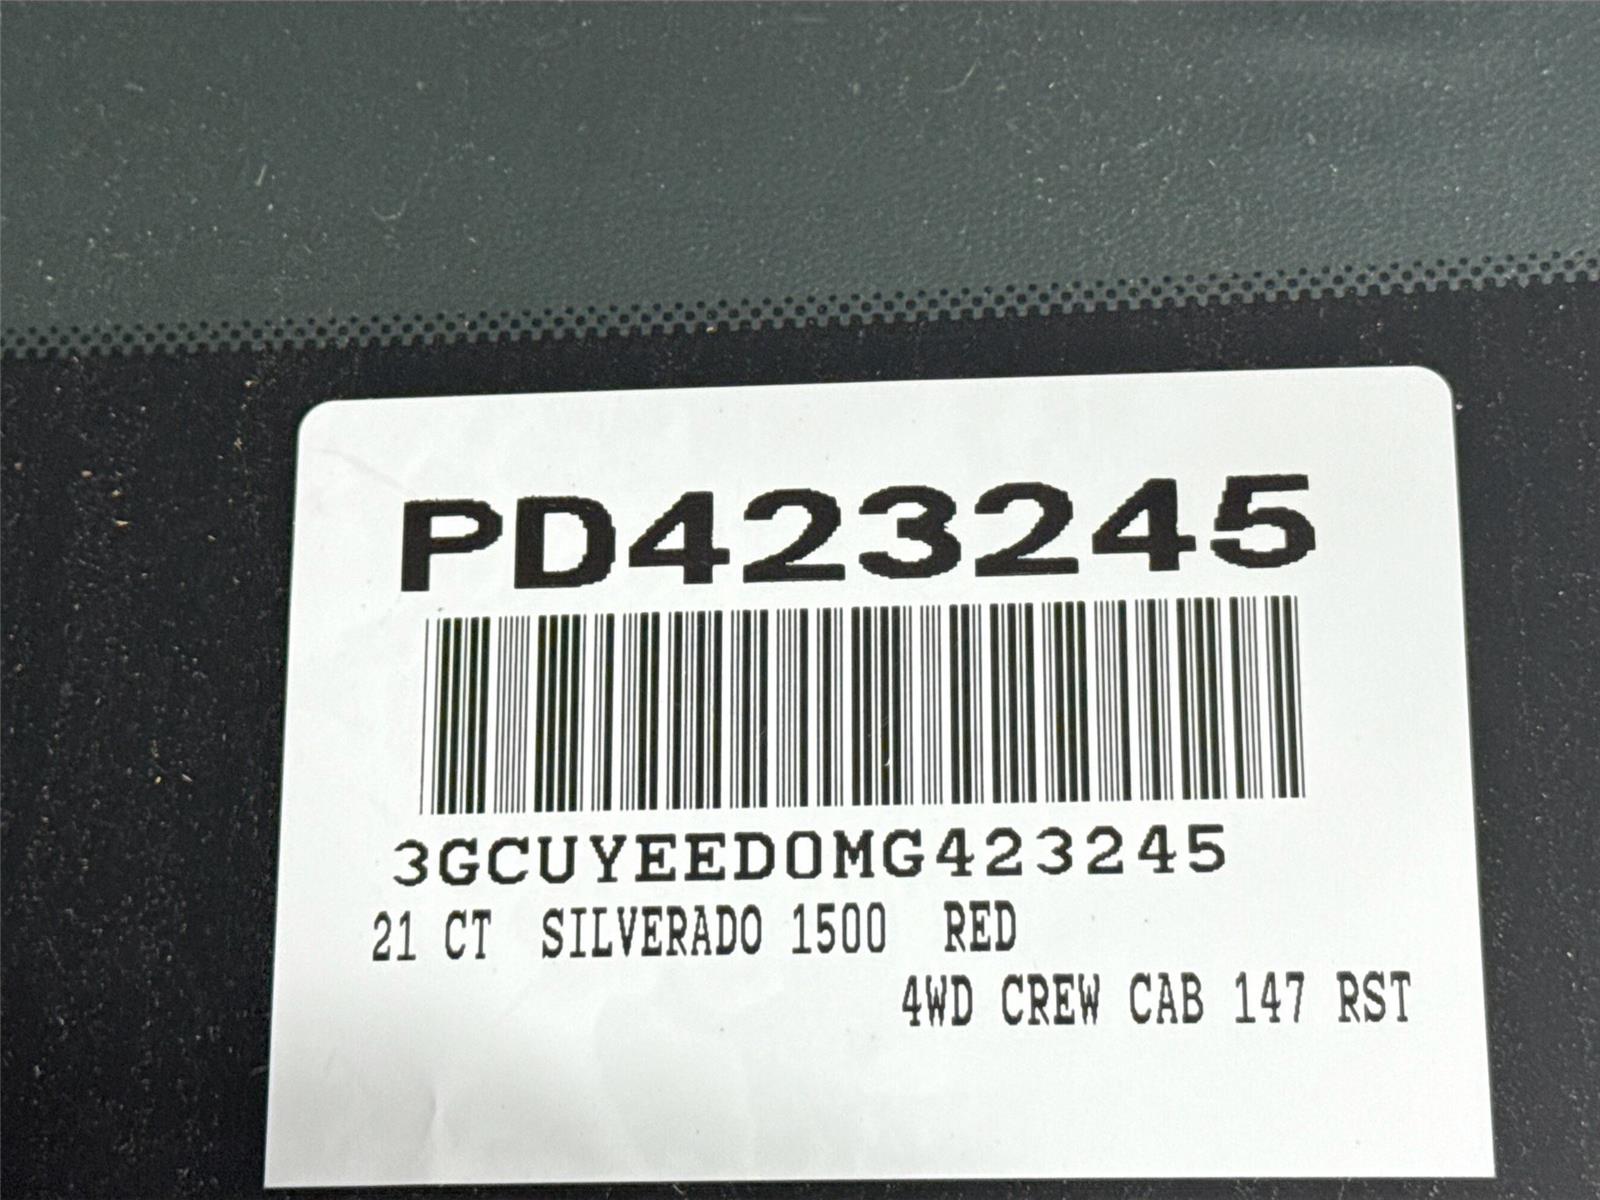 PD423245
3GCUYEED0MG423245
21 CT SILVERADO 1500 RED
4WD CREW CAB 147 RST